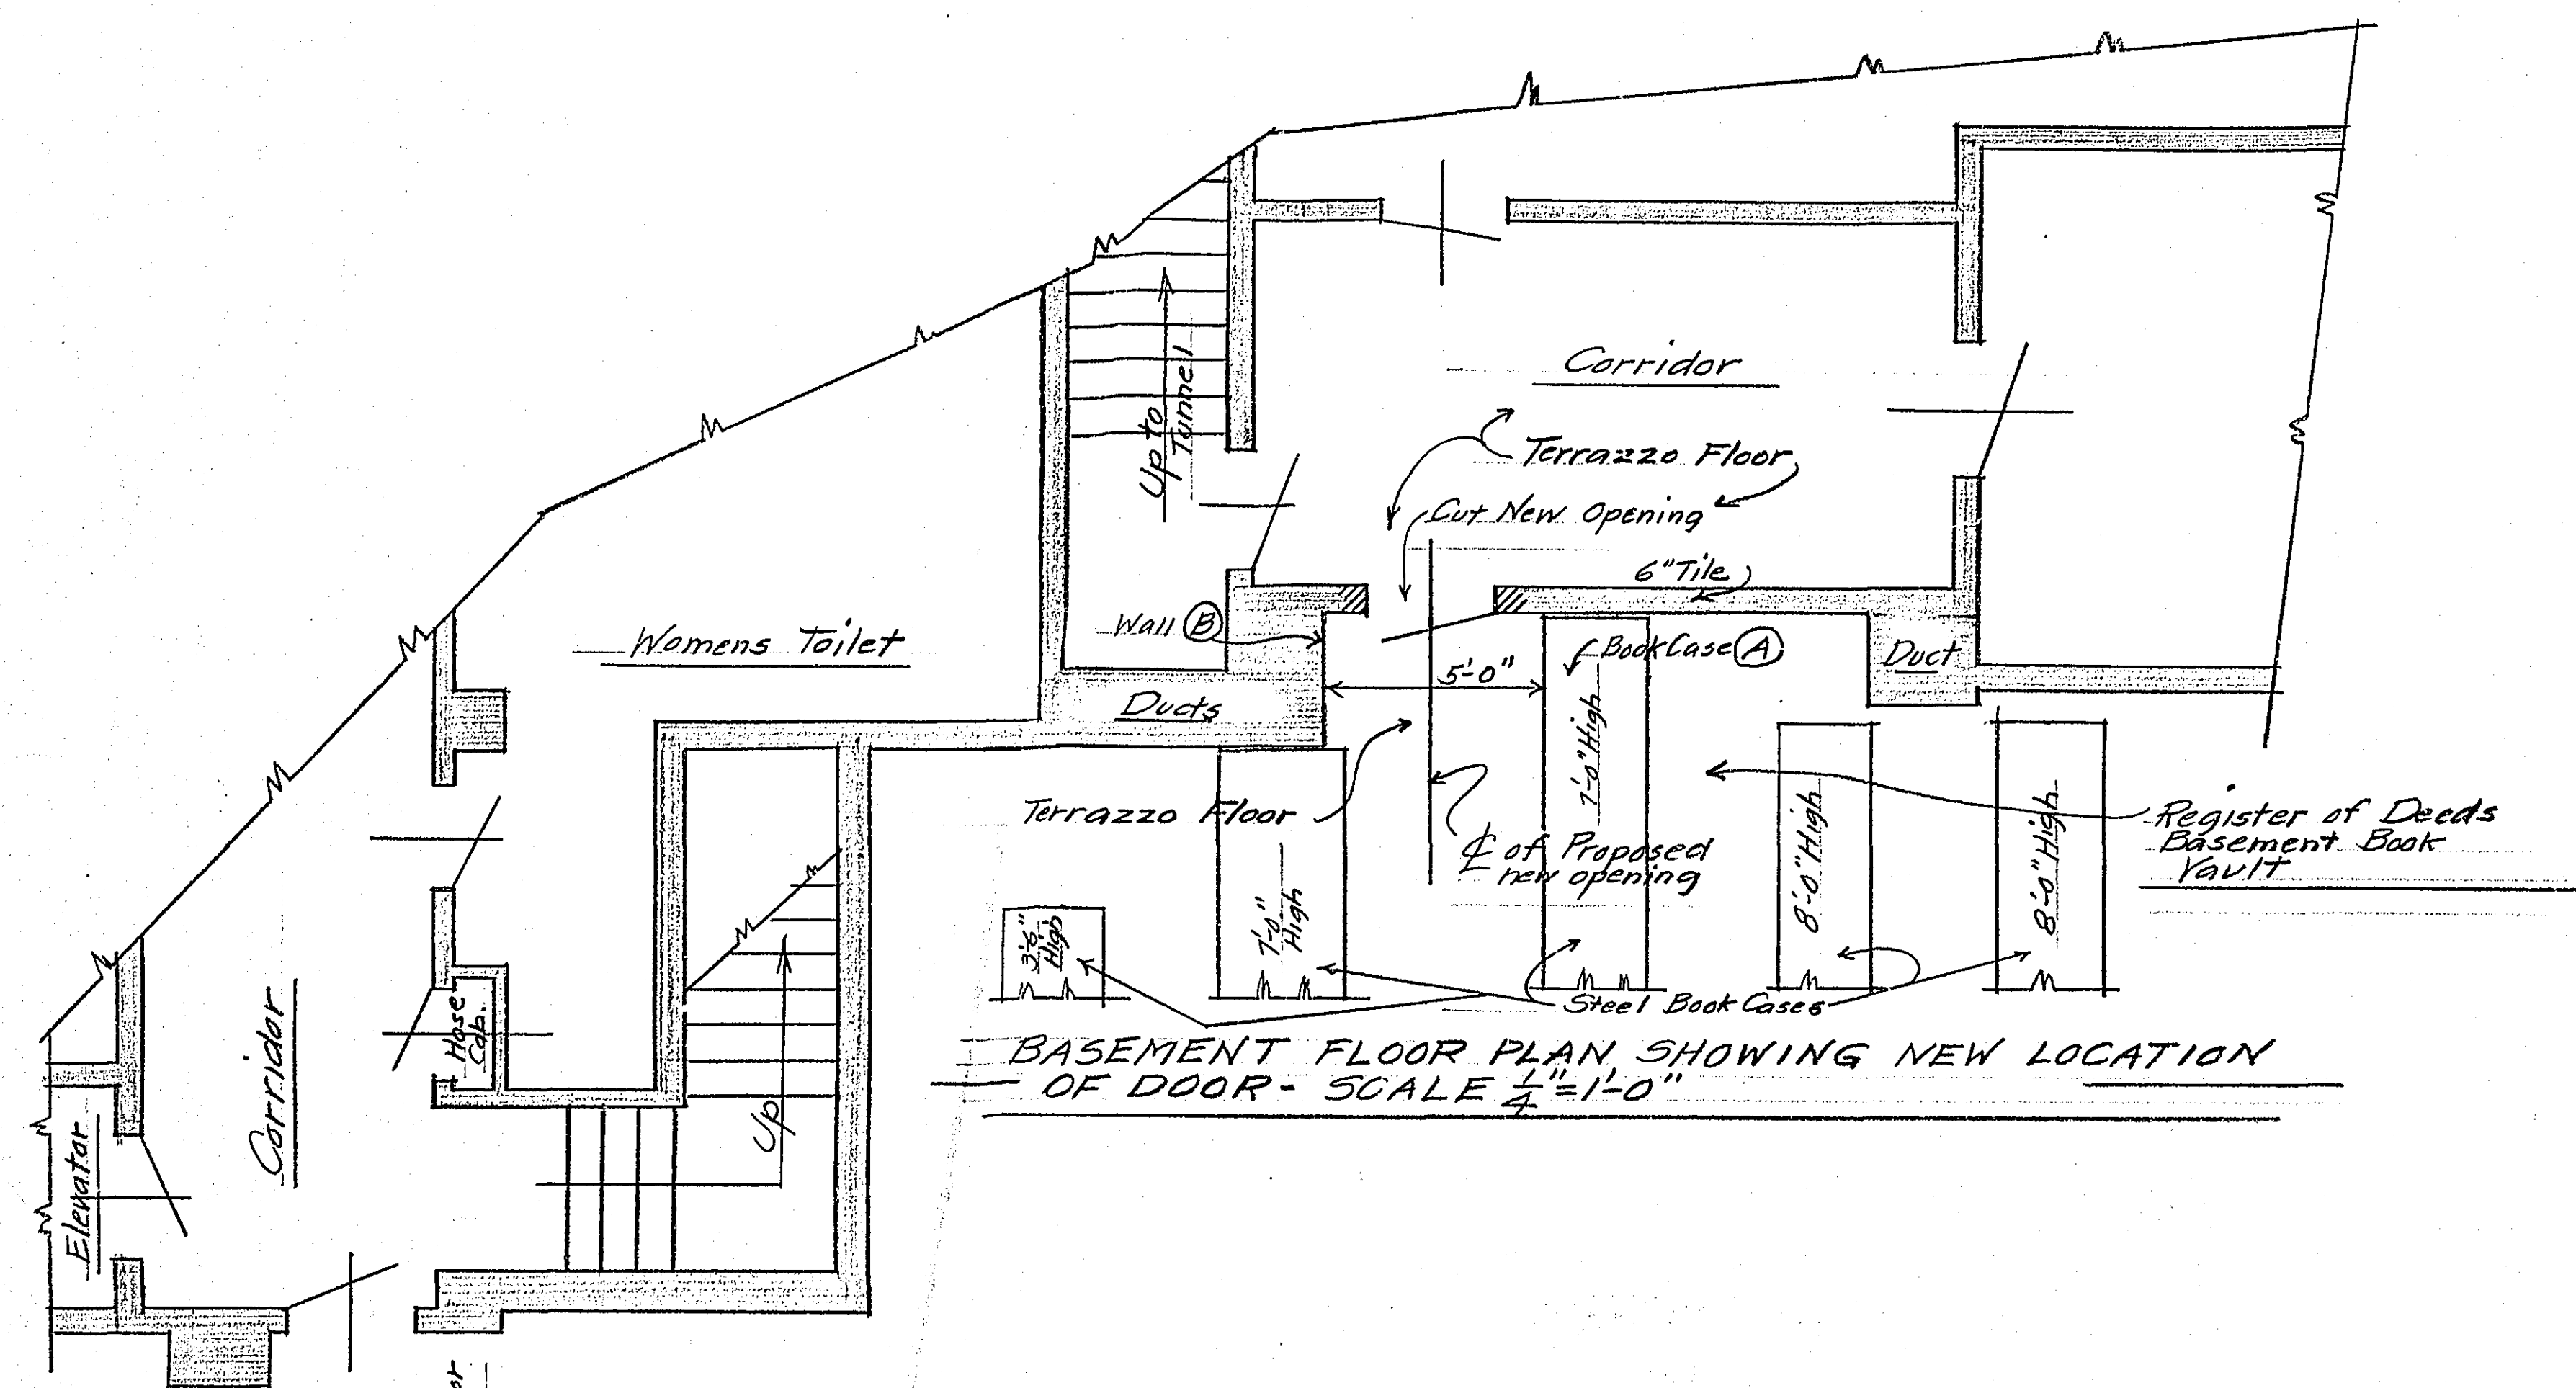 Corridor
Up to
Tunnel
Terrazzo Floor
Cut New Opening
6" Tile
Wall B
Womens Toilet
Book Case A
Duct
5'-0"
Ducts
7'-0" High
Terrazzo Floor
℄ of Proposed
new opening
Register of Deeds
Basement Book
Vault
8'-0" High
8'-0" High
3'-6"
High
7'-0"
High
Steel Book Cases
Hose
Cab.
Corridor
Up
Elevator
BASEMENT FLOOR PLAN SHOWING NEW LOCATION
OF DOOR - SCALE 1/4" = 1'-0"